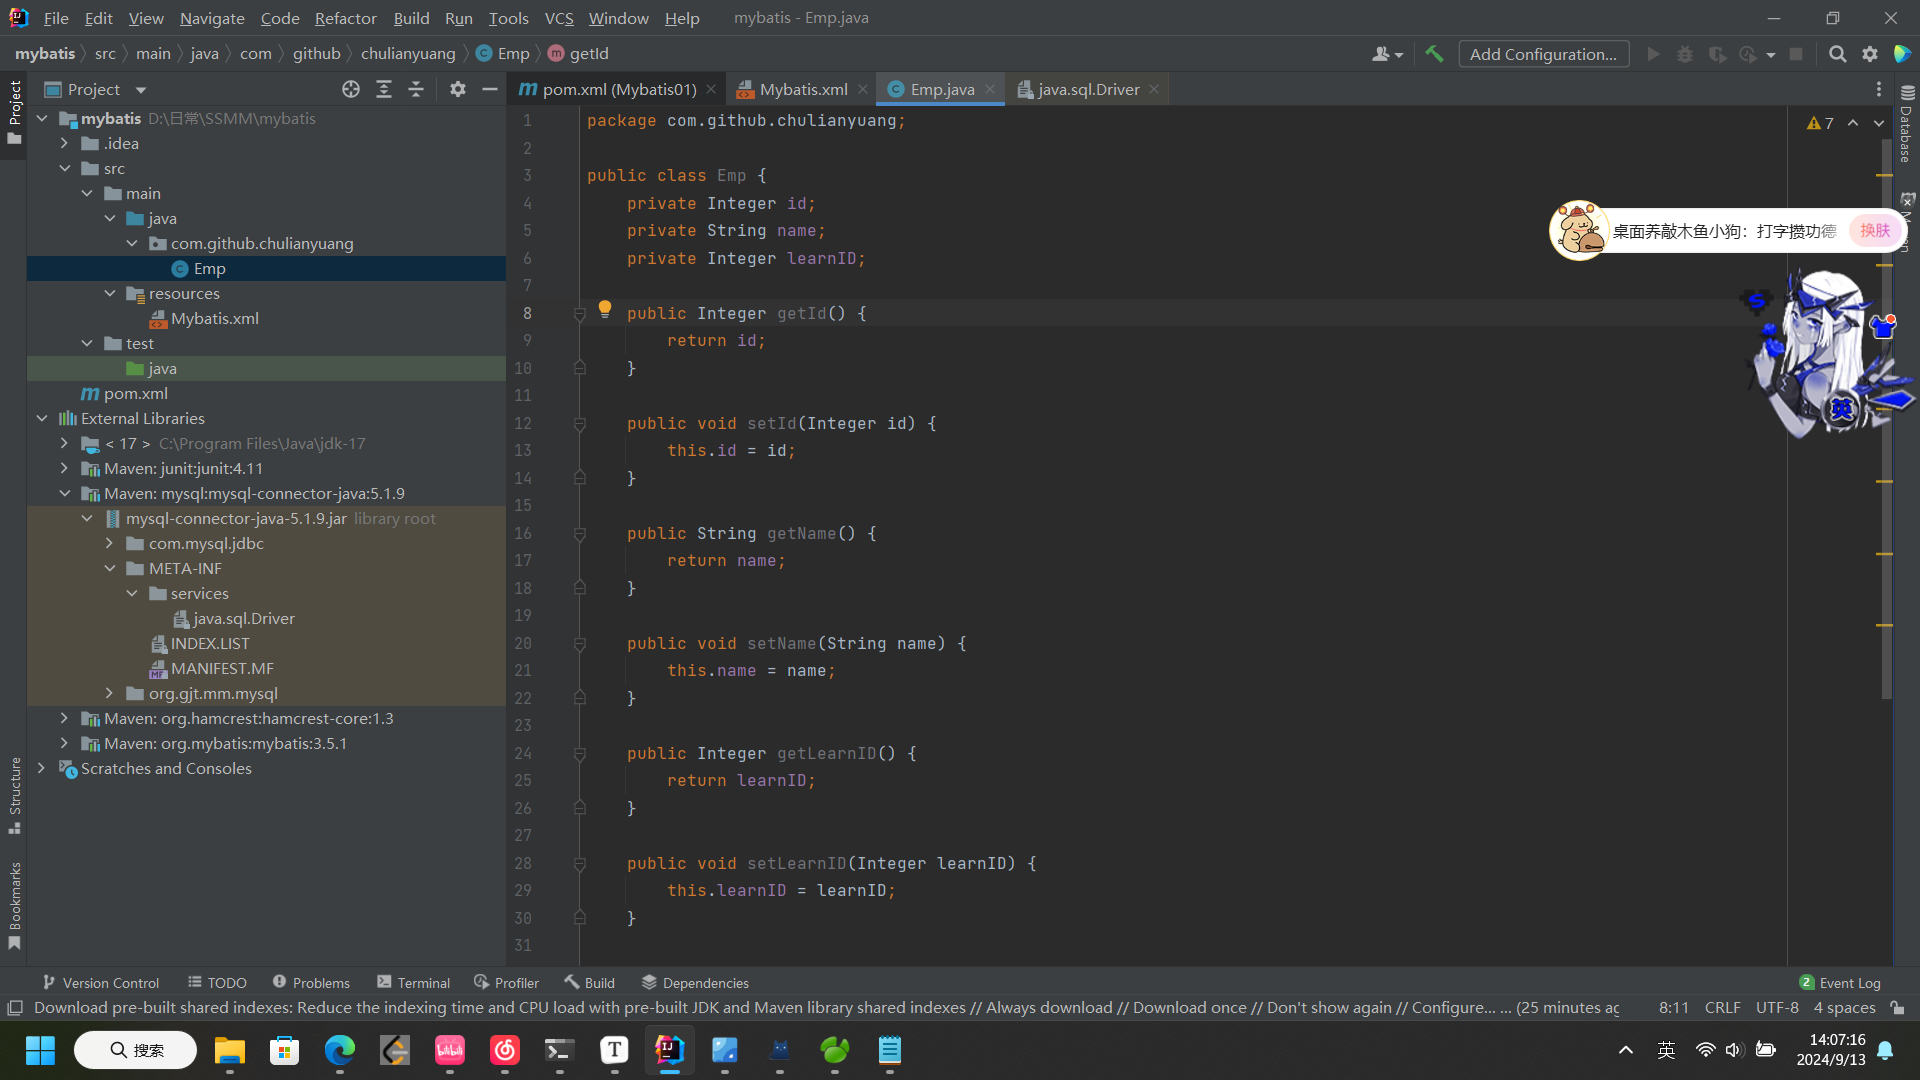 File Edit View Navigate Code Refactor Build Run Tools VCS Window Help mybatis - Emp.java
mybatis src main java com github chulianyuang Emp getId Add Configuration...
Project
Project
pom.xml (Mybatis01) Mybatis.xml Emp.java java.sql.Driver
Database
7
mybatis D:\日常\SSMM\mybatis
.idea
src
main
java
com.github.chulianyuang
Emp
resources
Mybatis.xml
test
java
pom.xml
External Libraries
< 17 > C:\Program Files\Java\jdk-17
Maven: junit:junit:4.11
Maven: mysql:mysql-connector-java:5.1.9
mysql-connector-java-5.1.9.jar library root
com.mysql.jdbc
META-INF
services
java.sql.Driver
INDEX.LIST
MANIFEST.MF
org.gjt.mm.mysql
Maven: org.hamcrest:hamcrest-core:1.3
Maven: org.mybatis:mybatis:3.5.1
Scratches and Consoles
Structure
Bookmarks
1 package com.github.chulianyuang;
2
3 public class Emp {
4 private Integer id;
5 private String name;
6 private Integer learnID;
7
8 public Integer getId() {
9 return id;
10 }
11
12 public void setId(Integer id) {
13 this.id = id;
14 }
15
16 public String getName() {
17 return name;
18 }
19
20 public void setName(String name) {
21 this.name = name;
22 }
23
24 public Integer getLearnID() {
25 return learnID;
26 }
27
28 public void setLearnID(Integer learnID) {
29 this.learnID = learnID;
30 }
31
桌面养敲木鱼小狗：打字攒功德 换肤
S
英
Version Control TODO Problems Terminal Profiler Build Dependencies 2 Event Log
Download pre-built shared indexes: Reduce the indexing time and CPU load with pre-built JDK and Maven library shared indexes // Always download // Download once // Don't show again // Configure... ... (25 minutes ag 8:11 CRLF UTF-8 4 spaces
搜索
bilibili
T
英
14:07:16
2024/9/13